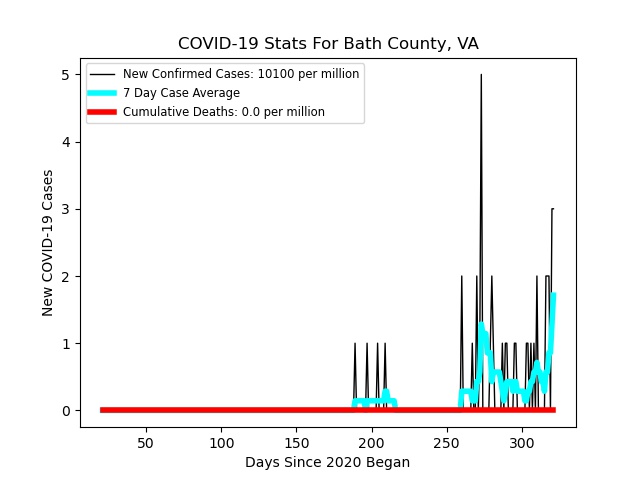 COVID-19 Stats For Bath County, VA
New Confirmed Cases: 10100 per million
7 Day Case Average
Cumulative Deaths: 0.0 per million
New COVID-19 Cases
5
4
3
2
1
0
50 100 150 200 250 300
Days Since 2020 Began